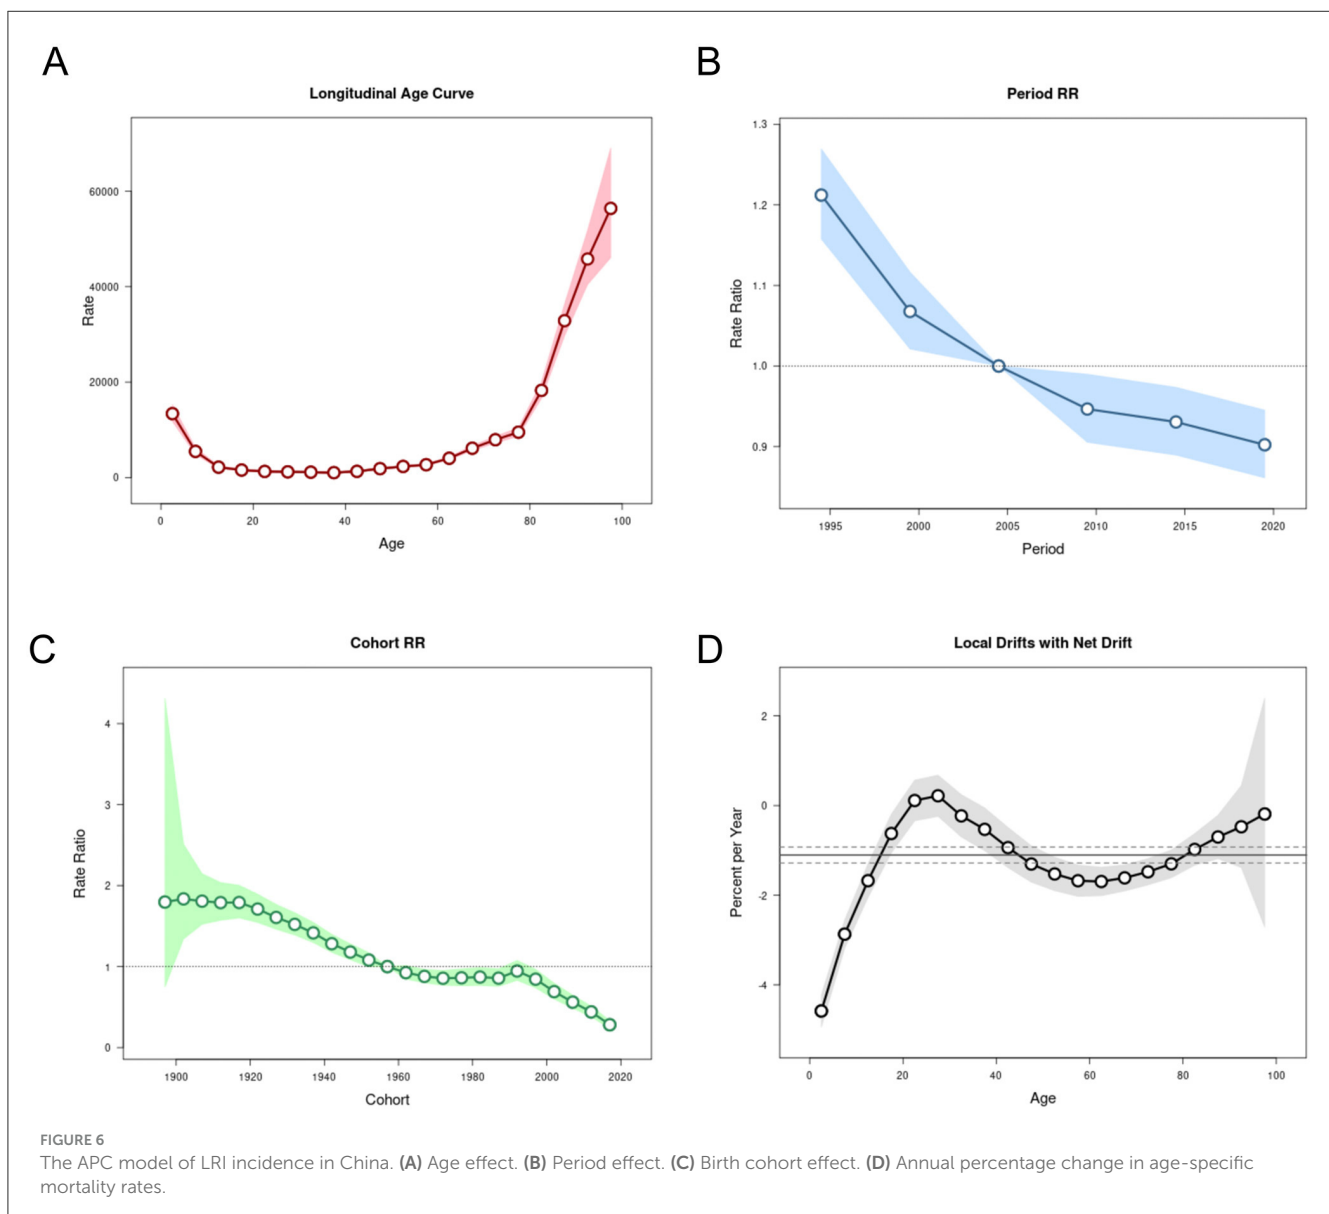 A
Longitudinal Age Curve
Rate
60000
40000
20000
0
0 20 40 60 80 100
Age
B
Period RR
Rate Ratio
1.3
1.2
1.1
1.0
0.9
1995 2000 2005 2010 2015 2020
Period
C
Cohort RR
Rate Ratio
4
3
2
1
0
1900 1920 1940 1960 1980 2000 2020
Cohort
D
Local Drifts with Net Drift
Percent per Year
2
0
-2
-4
0 20 40 60 80 100
Age
FIGURE 6
The APC model of LRI incidence in China. (A) Age effect. (B) Period effect. (C) Birth cohort effect. (D) Annual percentage change in age-specific
mortality rates.